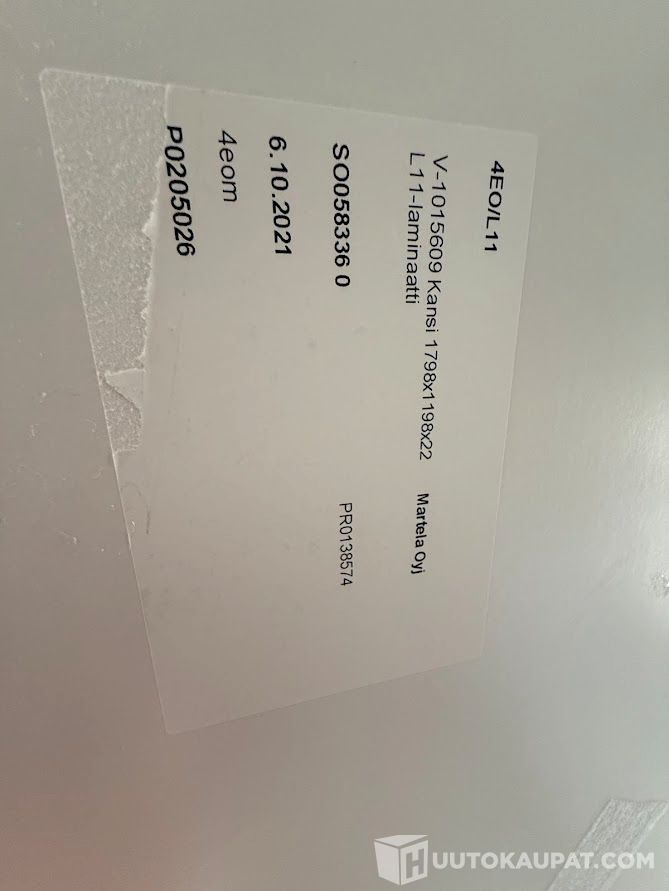 4EO/L11
V-1015609 Kansi 1798x1198x22
L11-laminaatti
Martela Oyj
SO058336 0
PR0138574
6.10.2021
4eom
P0205026
HUUTOKAUPAT.COM